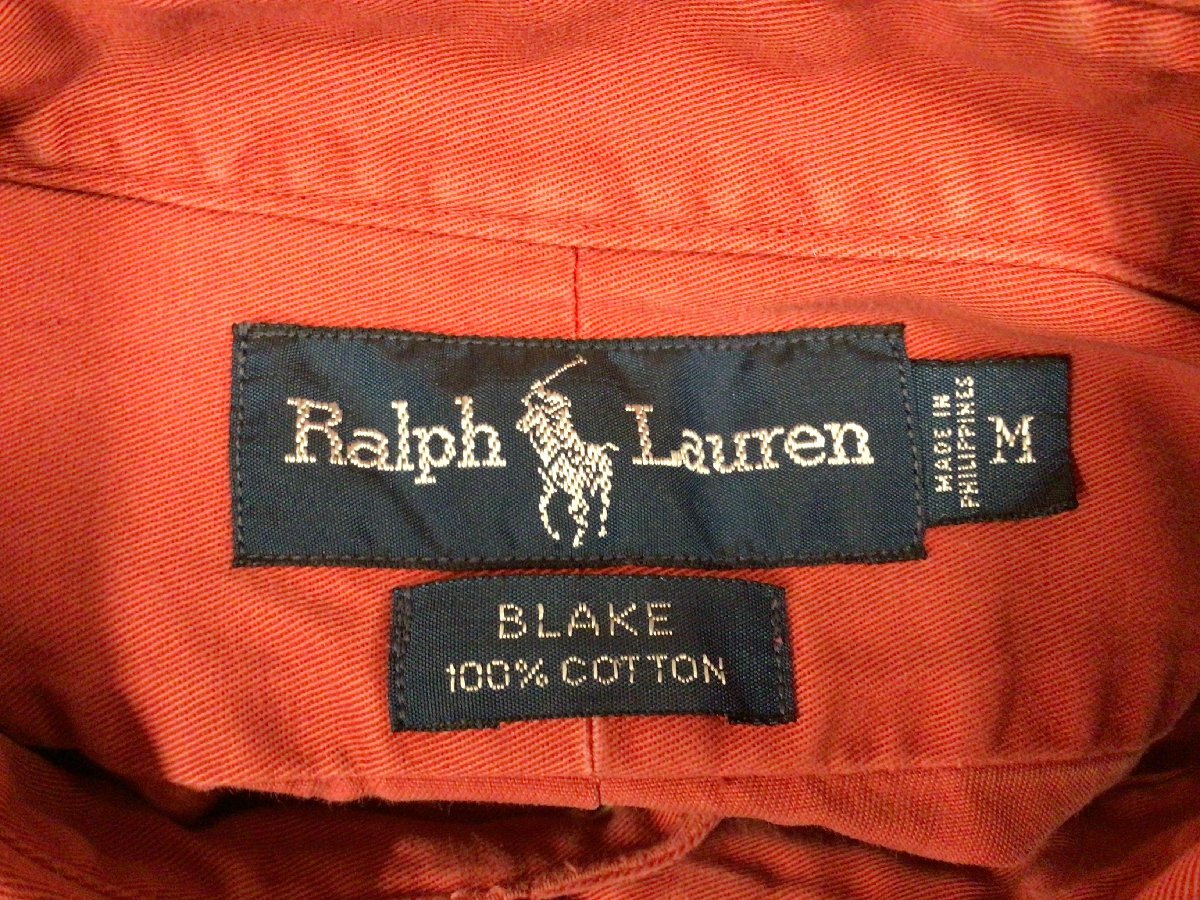 Ralph Lauren
MADE IN
PHILIPPINES
M
BLAKE
100% COTTON